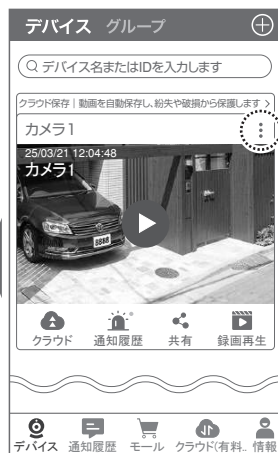 デバイス グループ
デバイス名またはIDを入力します
クラウド保存｜動画を自動保存し、紛失や破損から保護します >
カメラ1
25/03/21 12:04:48
カメラ1
8888
クラウド 通知履歴 共有 録画再生
デバイス 通知履歴 モール クラウド(有料.. 情報